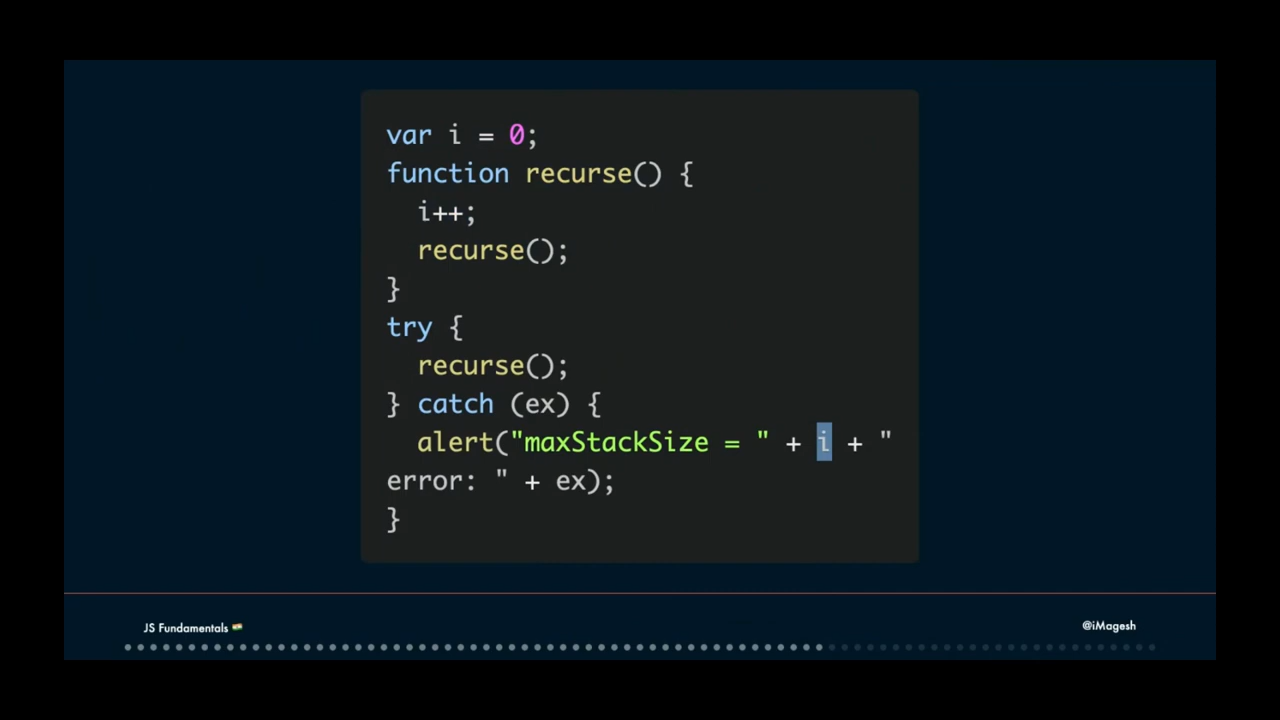 var i = 0;
function recurse() {
  i++;
  recurse();
}
try {
  recurse();
} catch (ex) {
  alert("maxStackSize = " + i + "
error: " + ex);
}
JS Fundamentals 🇮🇳
@iMagesh